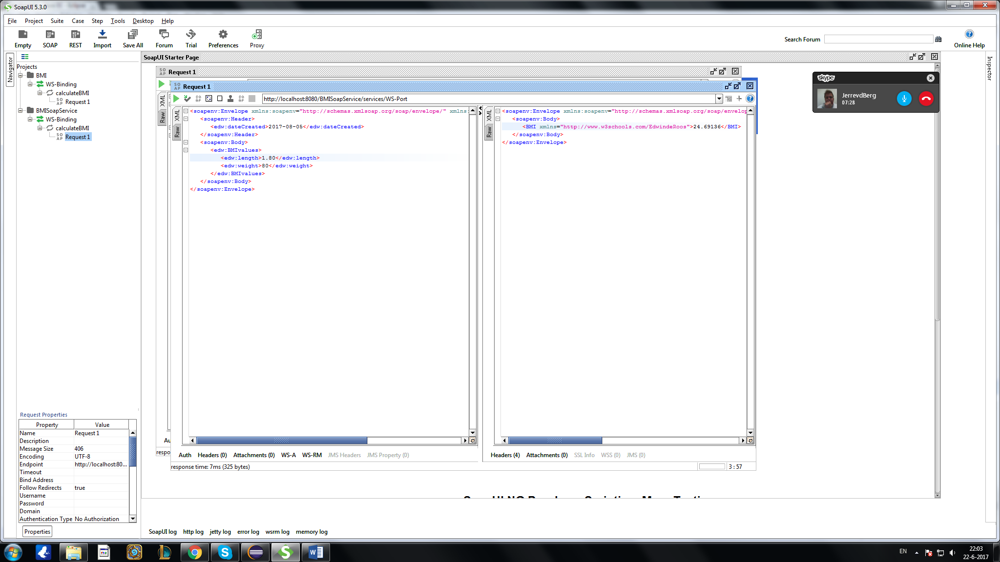 SoapUI 5.3.0
File Project Suite Case Step Tools Desktop Help
Empty SOAP REST Import Save All Forum Trial Preferences Proxy
Search Forum
Online Help
Navigator
Projects
BMI
WS-Binding
calculateBMI
Request 1
BMISoapService
WS-Binding
calculateBMI
Request 1
SoapUI Starter Page
Request 1
Request 1
http://localhost:8080/BMISoapService/services/WS-Port
XML
Raw
XML
Raw
<soapenv:Envelope xmlns:soapenv="http://schemas.xmlsoap.org/soap/envelope/" xmlns:
<soapenv:Header>
<edw:dateCreated>2017-08-05</edw:dateCreated>
</soapenv:Header>
<soapenv:Body>
<edw:BMIvalues>
<edw:length>1.80</edw:length>
<edw:weight>80</edw:weight>
</edw:BMIvalues>
</soapenv:Body>
</soapenv:Envelope>
XML
Raw
<soapenv:Envelope xmlns:soapenv="http://schemas.xmlsoap.org/soap/envelop
<soapenv:Body>
<BMI xmlns="http://www.w3schools.com/EdwindeRoos">24.69136</BMI>
</soapenv:Body>
</soapenv:Envelope>
skype
JerrevdBerg
07:28
Inspector
Request Properties
Property Value
Name Request 1
Description
Message Size 406
Encoding UTF-8
Endpoint http://localhost:80...
Timeout
Bind Address
Follow Redirects true
Username
Password
Domain
Authentication Type No Authorization
Properties
Au
respo
Auth Headers (0) Attachments (0) WS-A WS-RM JMS Headers JMS Property (0)
Headers (4) Attachments (0) SSL Info WSS (0) JMS (0)
response time: 7ms (325 bytes)
3 : 57
SoapUI log http log jetty log error log wsrm log memory log
EN
22:03
22-6-2017